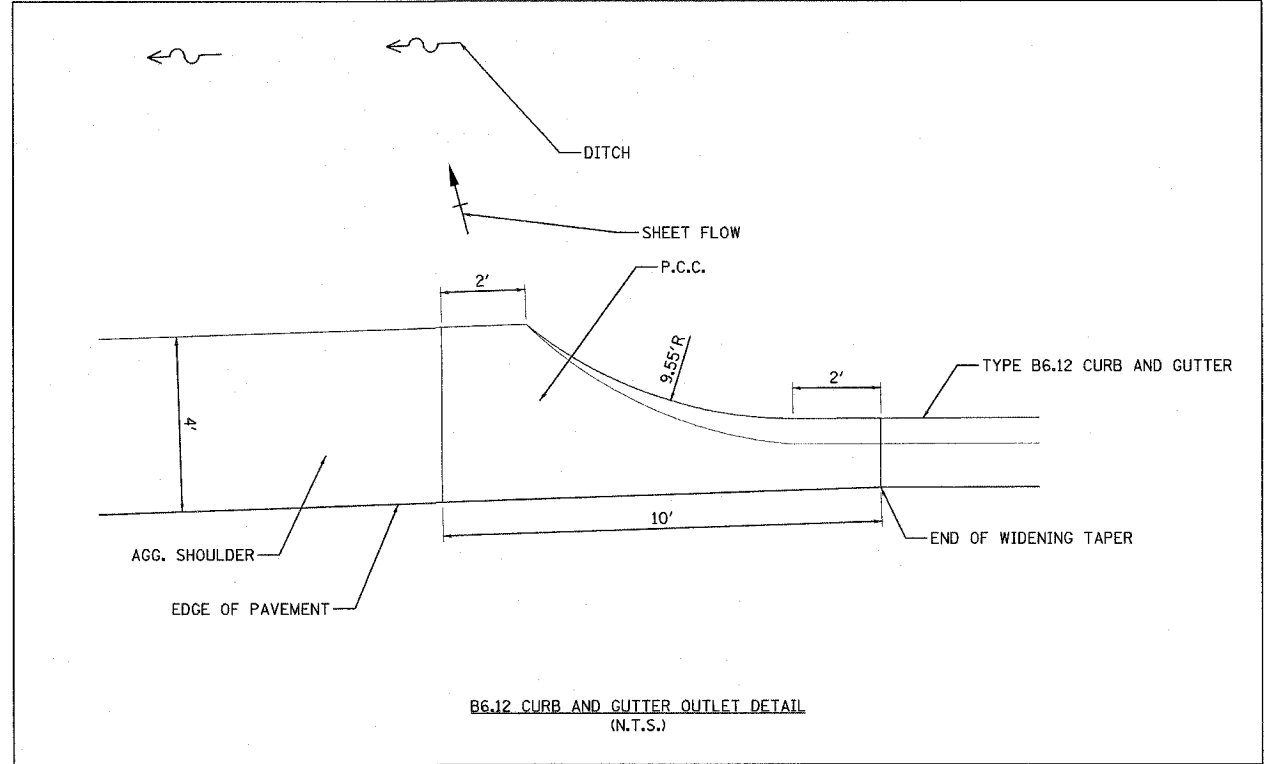 DITCH
SHEET FLOW
P.C.C.
2'
9.55'R
2'
TYPE B6.12 CURB AND GUTTER
4'
10'
END OF WIDENING TAPER
AGG. SHOULDER
EDGE OF PAVEMENT
B6.12 CURB AND GUTTER OUTLET DETAIL
(N.T.S.)